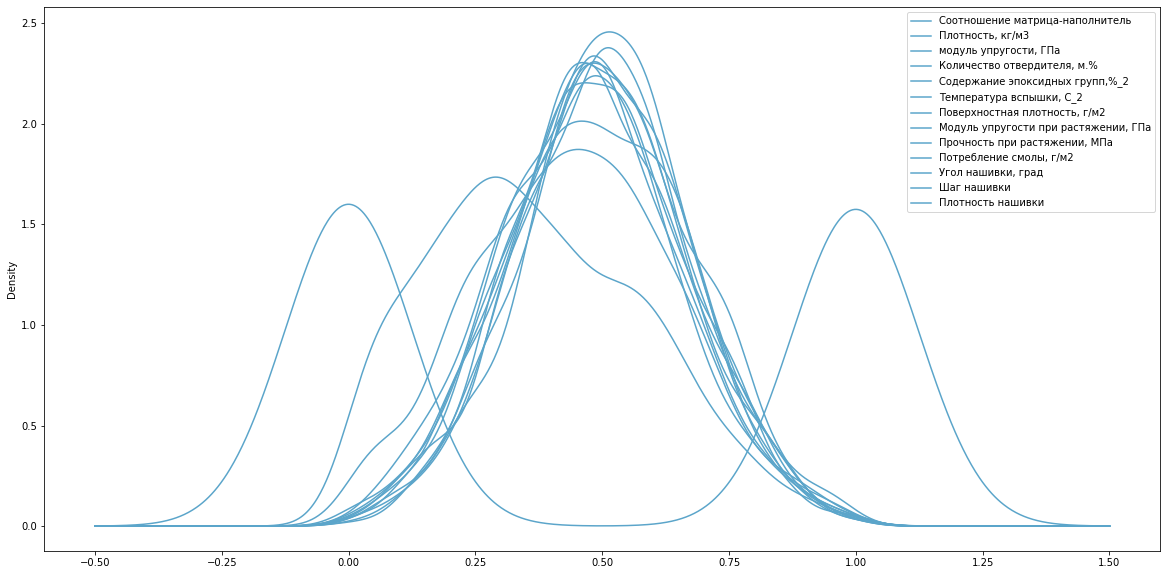 Соотношение матрица-наполнитель
Плотность, кг/м3
модуль упругости, ГПа
Количество отвердителя, м.%
Содержание эпоксидных групп,%_2
Температура вспышки, С_2
Поверхностная плотность, г/м2
Модуль упругости при растяжении, ГПа
Прочность при растяжении, МПа
Потребление смолы, г/м2
Угол нашивки, град
Шаг нашивки
Плотность нашивки
Density
2.5
2.0
1.5
1.0
0.5
0.0
−0.50 −0.25 0.00 0.25 0.50 0.75 1.00 1.25 1.50